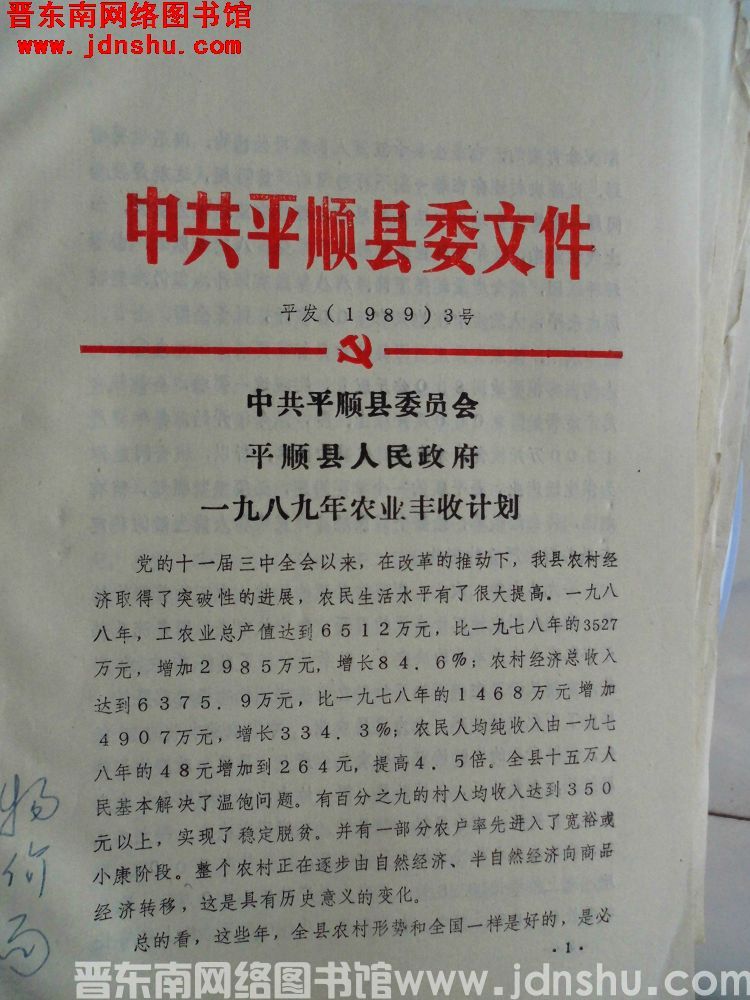 晋东南网络图书馆
www.jdnshu.com
中共平顺县委文件
平发(1989)3号
中共平顺县委员会
平顺县人民政府
一九八九年农业丰收计划
党的十一届三中全会以来，在改革的推动下，我县农村经
济取得了突破性的进展，农民生活水平有了很大提高。一九八
八年，工农业总产值达到6512万元，比一九七八年的3527
万元，增加2985万元，增长84.6%；农村经济总收入
达到6375.9万元，比一九七八年的1468万元增加
4907万元，增长334.3%；农民人均纯收入由一九七
八年的48元增加到264元，提高4.5倍。全县十五万人
民基本解决了温饱问题。有百分之九的村人均收入达到350
元以上，实现了稳定脱贫。并有一部分农户率先进入了宽裕或
小康阶段。整个农村正在逐步由自然经济、半自然经济向商品
经济转移，这是具有历史意义的变化。
总的看，这些年，全县农村形势和全国一样是好的，是必
·1·
物价局
晋东南网络图书馆www.jdnshu.com